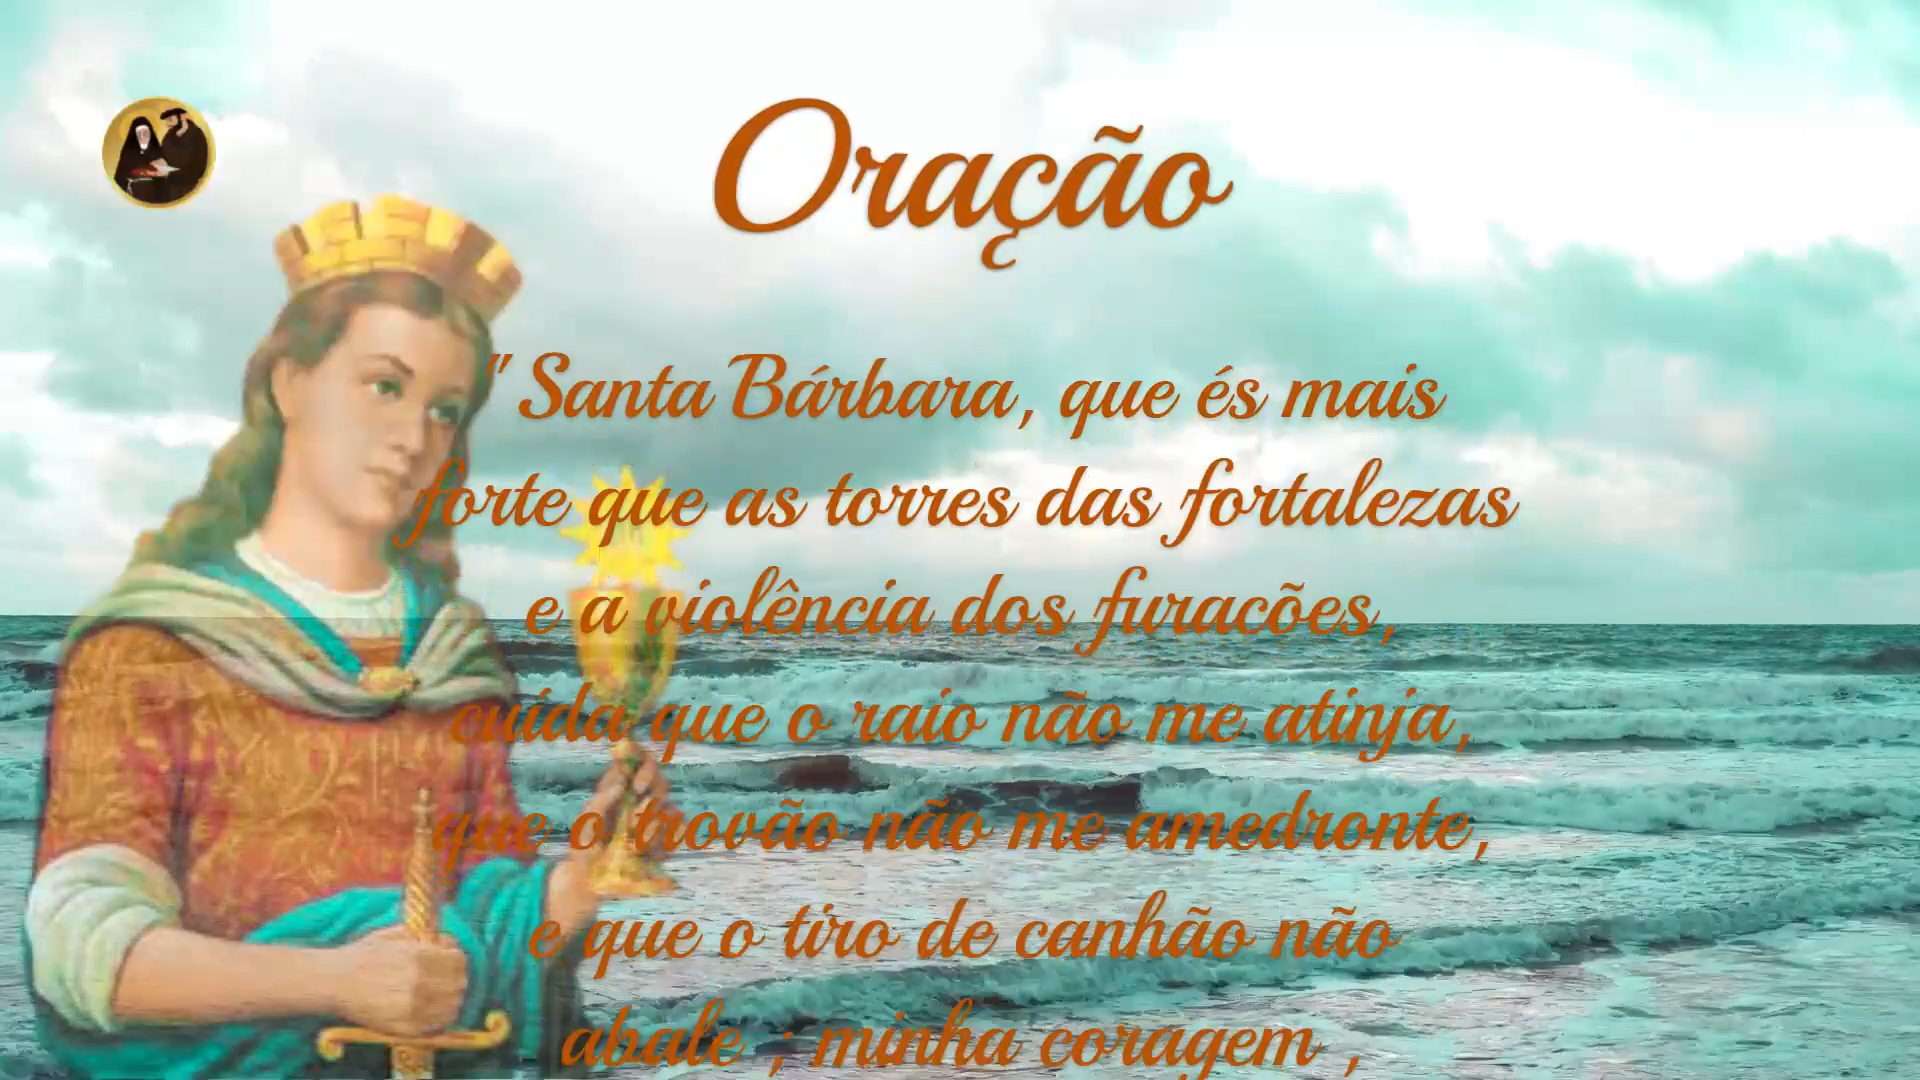 Oração
" Santa Bárbara, que és mais
forte que as torres das fortalezas
e a violência dos furacões,
cuida que o raio não me atinja,
que o trovão não me amedronte,
e que o tiro de canhão não
abale ; minha coragem ,